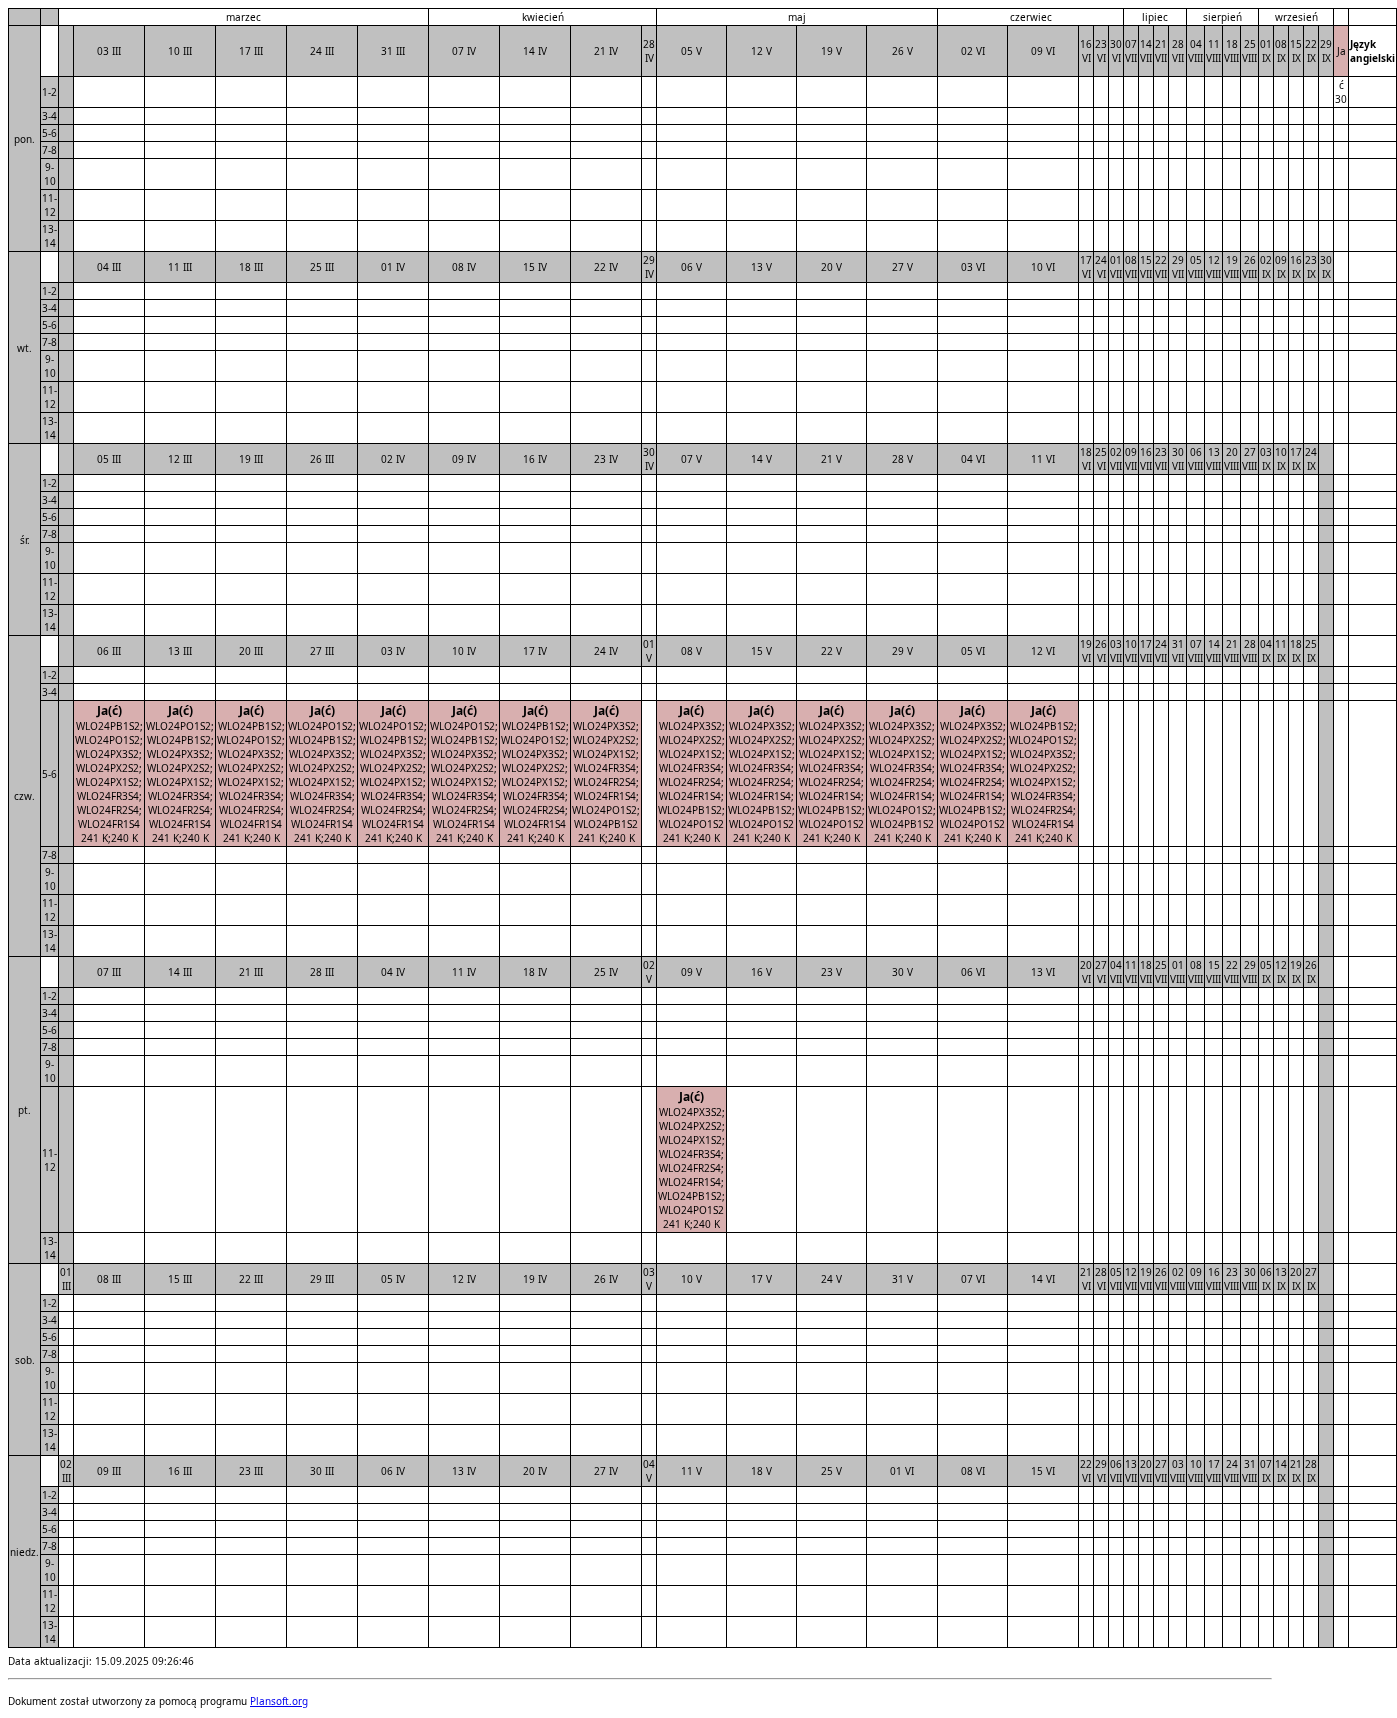 marzec kwiecień maj czerwiec lipiec sierpień wrzesień
pon. 03 III 10 III 17 III 24 III 31 III 07 IV 14 IV 21 IV 28 IV 05 V 12 V 19 V 26 V 02 VI 09 VI 16 VI 23 VI 30 VI 07 VII 14 VII 21 VII 28 VII 04 VIII 11 VIII 18 VIII 25 VIII 01 IX 08 IX 15 IX 22 IX 29 IX Ja Język angielski
1-2 ć 30
3-4
5-6
7-8
9-10
11-12
13-14
wt. 04 III 11 III 18 III 25 III 01 IV 08 IV 15 IV 22 IV 29 IV 06 V 13 V 20 V 27 V 03 VI 10 VI 17 VI 24 VI 01 VII 08 VII 15 VII 22 VII 29 VII 05 VIII 12 VIII 19 VIII 26 VIII 02 IX 09 IX 16 IX 23 IX 30 IX
1-2
3-4
5-6
7-8
9-10
11-12
13-14
śr. 05 III 12 III 19 III 26 III 02 IV 09 IV 16 IV 23 IV 30 IV 07 V 14 V 21 V 28 V 04 VI 11 VI 18 VI 25 VI 02 VII 09 VII 16 VII 23 VII 30 VII 06 VIII 13 VIII 20 VIII 27 VIII 03 IX 10 IX 17 IX 24 IX
1-2
3-4
5-6
7-8
9-10
11-12
13-14
czw. 06 III 13 III 20 III 27 III 03 IV 10 IV 17 IV 24 IV 01 V 08 V 15 V 22 V 29 V 05 VI 12 VI 19 VI 26 VI 03 VII 10 VII 17 VII 24 VII 31 VII 07 VIII 14 VIII 21 VIII 28 VIII 04 IX 11 IX 18 IX 25 IX
1-2
3-4
5-6
Ja(ć) Ja(ć) Ja(ć) Ja(ć) Ja(ć) Ja(ć) Ja(ć) Ja(ć) Ja(ć) Ja(ć) Ja(ć) Ja(ć) Ja(ć) Ja(ć)
WLO24PB1S2; WLO24PO1S2; WLO24PB1S2; WLO24PO1S2; WLO24PO1S2; WLO24PO1S2; WLO24PB1S2; WLO24PX3S2; WLO24PX3S2; WLO24PX3S2; WLO24PX3S2; WLO24PX3S2; WLO24PX3S2; WLO24PB1S2;
WLO24PO1S2; WLO24PB1S2; WLO24PO1S2; WLO24PB1S2; WLO24PB1S2; WLO24PB1S2; WLO24PO1S2; WLO24PX2S2; WLO24PX2S2; WLO24PX2S2; WLO24PX2S2; WLO24PX2S2; WLO24PX2S2; WLO24PO1S2;
WLO24PX3S2; WLO24PX3S2; WLO24PX3S2; WLO24PX3S2; WLO24PX3S2; WLO24PX3S2; WLO24PX3S2; WLO24PX1S2; WLO24PX1S2; WLO24PX1S2; WLO24PX1S2; WLO24PX1S2; WLO24PX1S2; WLO24PX3S2;
WLO24PX2S2; WLO24PX2S2; WLO24PX2S2; WLO24PX2S2; WLO24PX2S2; WLO24PX2S2; WLO24PX2S2; WLO24FR3S4; WLO24FR3S4; WLO24FR3S4; WLO24FR3S4; WLO24FR3S4; WLO24FR3S4; WLO24PX2S2;
WLO24PX1S2; WLO24PX1S2; WLO24PX1S2; WLO24PX1S2; WLO24PX1S2; WLO24PX1S2; WLO24PX1S2; WLO24FR2S4; WLO24FR2S4; WLO24FR2S4; WLO24FR2S4; WLO24FR2S4; WLO24FR2S4; WLO24PX1S2;
WLO24FR3S4; WLO24FR3S4; WLO24FR3S4; WLO24FR3S4; WLO24FR3S4; WLO24FR3S4; WLO24FR3S4; WLO24FR1S4; WLO24FR1S4; WLO24FR1S4; WLO24FR1S4; WLO24FR1S4; WLO24FR1S4; WLO24FR3S4;
WLO24FR2S4; WLO24FR2S4; WLO24FR2S4; WLO24FR2S4; WLO24FR2S4; WLO24FR2S4; WLO24FR2S4; WLO24PO1S2; WLO24PB1S2; WLO24PB1S2; WLO24PB1S2; WLO24PO1S2; WLO24PB1S2; WLO24FR2S4;
WLO24FR1S4 WLO24FR1S4 WLO24FR1S4 WLO24FR1S4 WLO24FR1S4 WLO24FR1S4 WLO24FR1S4 WLO24PB1S2 WLO24PO1S2 WLO24PO1S2 WLO24PO1S2 WLO24PB1S2 WLO24PO1S2 WLO24FR1S4
241 K;240 K 241 K;240 K 241 K;240 K 241 K;240 K 241 K;240 K 241 K;240 K 241 K;240 K 241 K;240 K 241 K;240 K 241 K;240 K 241 K;240 K 241 K;240 K 241 K;240 K 241 K;240 K
7-8
9-10
11-12
13-14
pt. 07 III 14 III 21 III 28 III 04 IV 11 IV 18 IV 25 IV 02 V 09 V 16 V 23 V 30 V 06 VI 13 VI 20 VI 27 VI 04 VII 11 VII 18 VII 25 VII 01 VIII 08 VIII 15 VIII 22 VIII 29 VIII 05 IX 12 IX 19 IX 26 IX
1-2
3-4
5-6
7-8
9-10
11-12
Ja(ć)
WLO24PX3S2;
WLO24PX2S2;
WLO24PX1S2;
WLO24FR3S4;
WLO24FR2S4;
WLO24FR1S4;
WLO24PB1S2;
WLO24PO1S2
241 K;240 K
13-14
sob. 01 III 08 III 15 III 22 III 29 III 05 IV 12 IV 19 IV 26 IV 03 V 10 V 17 V 24 V 31 V 07 VI 14 VI 21 VI 28 VI 05 VII 12 VII 19 VII 26 VII 02 VIII 09 VIII 16 VIII 23 VIII 30 VIII 06 IX 13 IX 20 IX 27 IX
1-2
3-4
5-6
7-8
9-10
11-12
13-14
niedz. 02 III 09 III 16 III 23 III 30 III 06 IV 13 IV 20 IV 27 IV 04 V 11 V 18 V 25 V 01 VI 08 VI 15 VI 22 VI 29 VI 06 VII 13 VII 20 VII 27 VII 03 VIII 10 VIII 17 VIII 24 VIII 31 VIII 07 IX 14 IX 21 IX 28 IX
1-2
3-4
5-6
7-8
9-10
11-12
13-14
Data aktualizacji: 15.09.2025 09:26:46
Dokument został utworzony za pomocą programu Plansoft.org